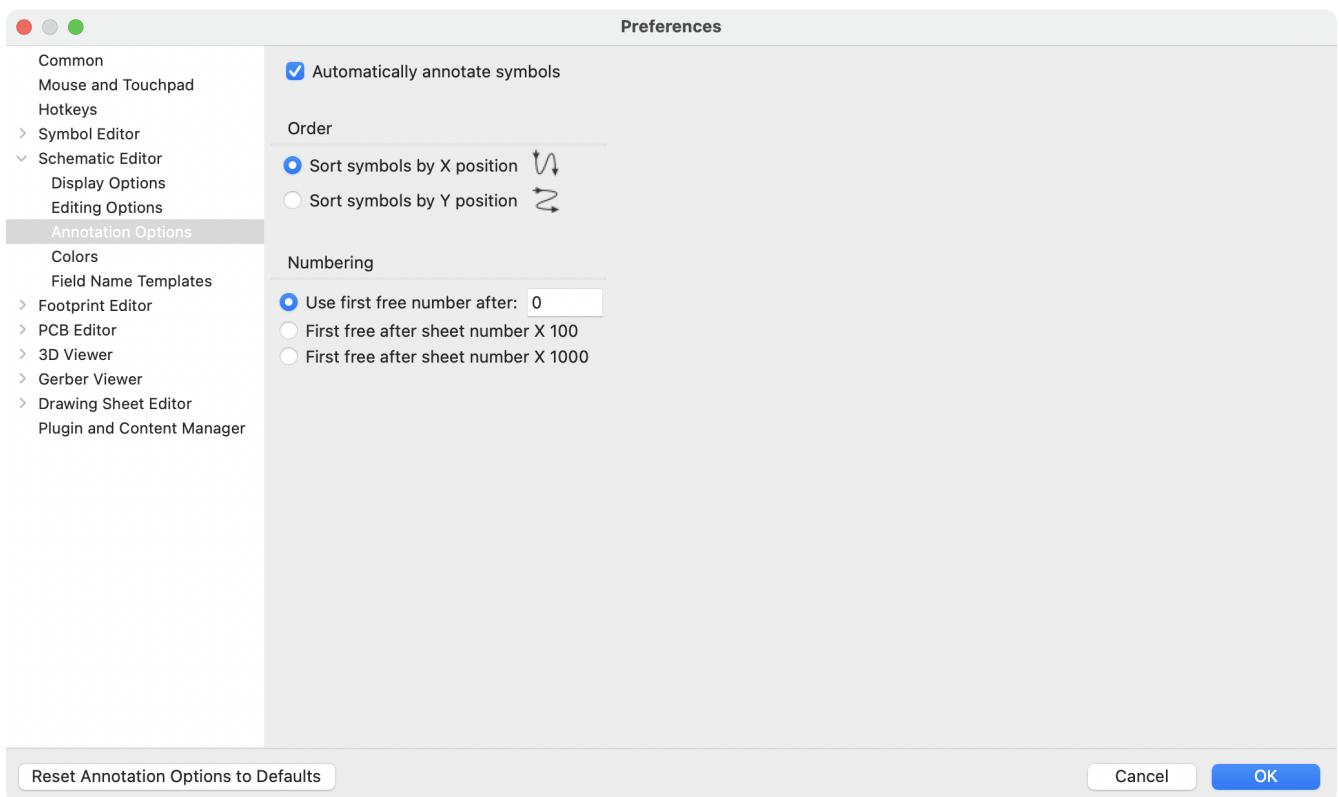 Preferences
Common
Mouse and Touchpad
Hotkeys
Symbol Editor
Schematic Editor
Display Options
Editing Options
Annotation Options
Colors
Field Name Templates
Footprint Editor
PCB Editor
3D Viewer
Gerber Viewer
Drawing Sheet Editor
Plugin and Content Manager
Automatically annotate symbols
Order
Sort symbols by X position
Sort symbols by Y position
Numbering
Use first free number after: 0
First free after sheet number X 100
First free after sheet number X 1000
Reset Annotation Options to Defaults
Cancel
OK